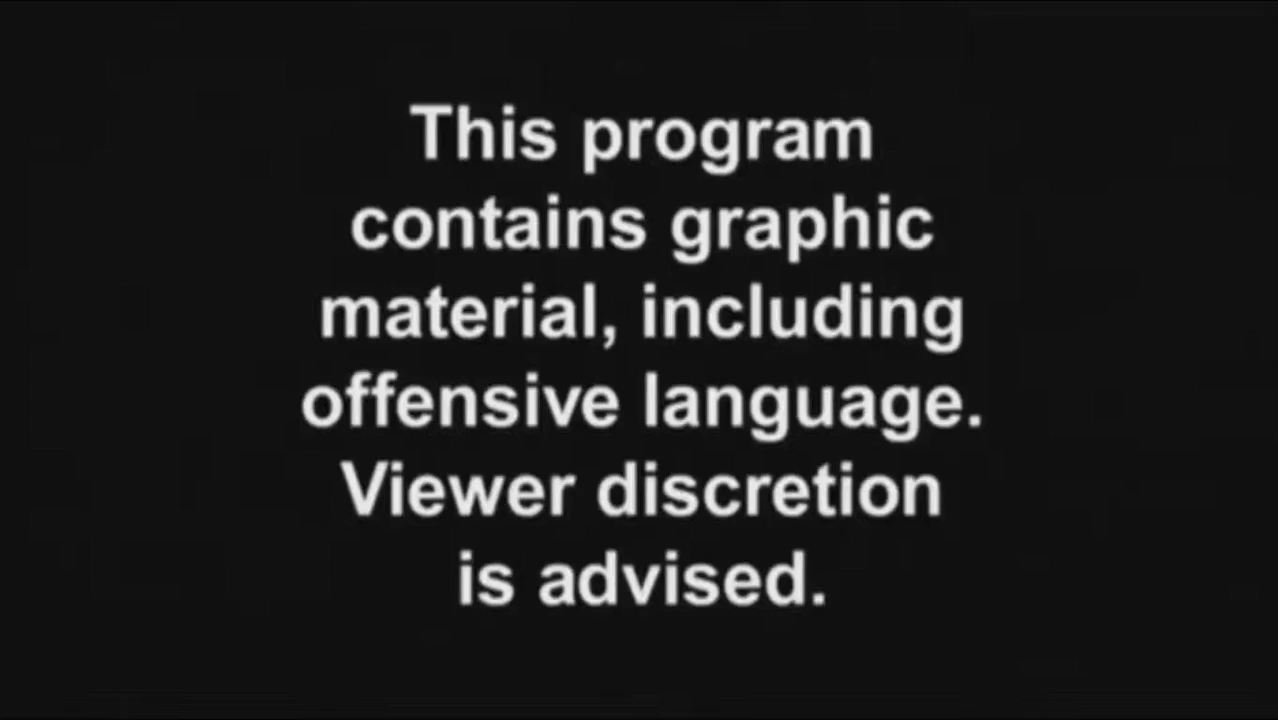 This program
contains graphic
material, including
offensive language.
Viewer discretion
is advised.